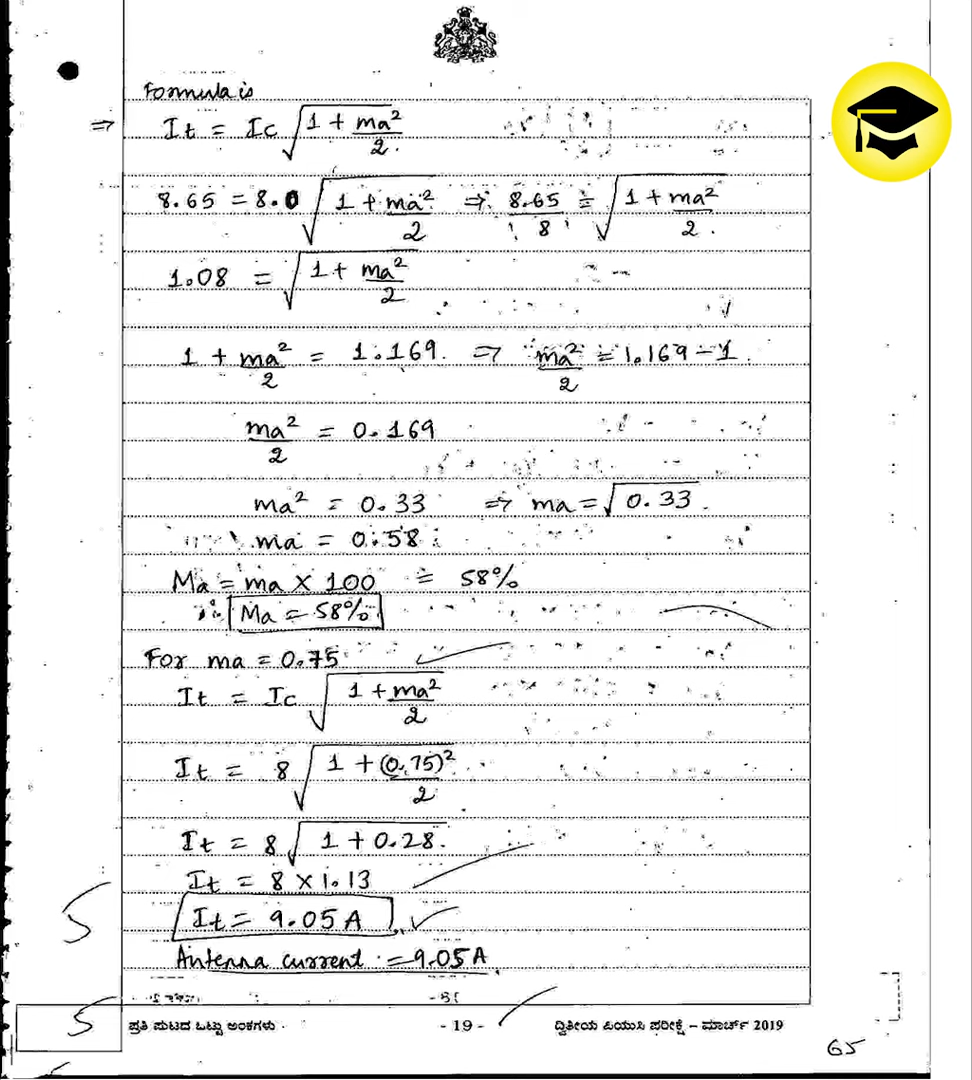 Formula is
⇒ It = Ic √(1 + ma²/2)
8.65 = 8.0 √(1 + ma²/2) ⇒ 8.65/8 = √(1 + ma²/2)
1.08 = √(1 + ma²/2)
1 + ma²/2 = 1.169 ⇒ ma²/2 = 1.169 - 1
ma²/2 = 0.169
ma² = 0.33 ⇒ ma = √0.33
ma = 0.58
Ma = ma × 100 = 58%
∴ Ma = 58%
For ma = 0.75
It = Ic √(1 + ma²/2)
It = 8 √(1 + (0.75)²/2)
It = 8 √(1 + 0.28)
It = 8 × 1.13
It = 9.05 A
Antenna current = 9.05 A
5
5
ಪ್ರತಿ ಪುಟದ ಒಟ್ಟು ಅಂಕಗಳು - 19 - ದ್ವಿತೀಯ ಪಿಯುಸಿ ಪರೀಕ್ಷೆ – ಮಾರ್ಚ್ 2019
65